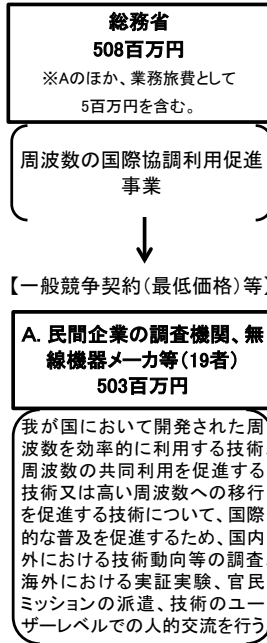 総務省
508百万円
※Aのほか、業務旅費として
5百万円を含む。
周波数の国際協調利用促進
事業
【一般競争契約(最低価格)等】
A. 民間企業の調査機関、無
線機器メーカ等(19者)
503百万円
我が国において開発された周
波数を効率的に利用する技術、
周波数の共同利用を促進する
技術又は高い周波数への移行
を促進する技術について、国際
的な普及を促進するため、国内
外における技術動向等の調査、
海外における実証実験、官民
ミッションの派遣、技術のユー
ザーレベルでの人的交流を行う